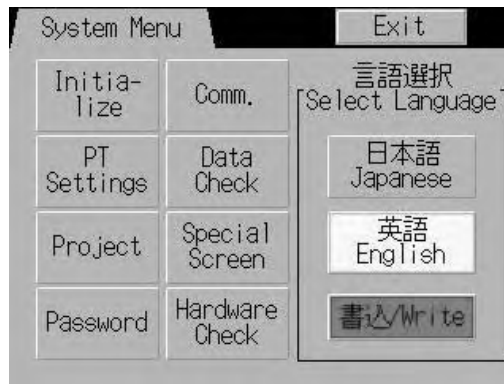 System Menu
Exit
Initia-
lize
Comm.
PT
Settings
Data
Check
Project
Special
Screen
Password
Hardware
Check
言語選択
Select Language
日本語
Japanese
英語
English
書込/Write